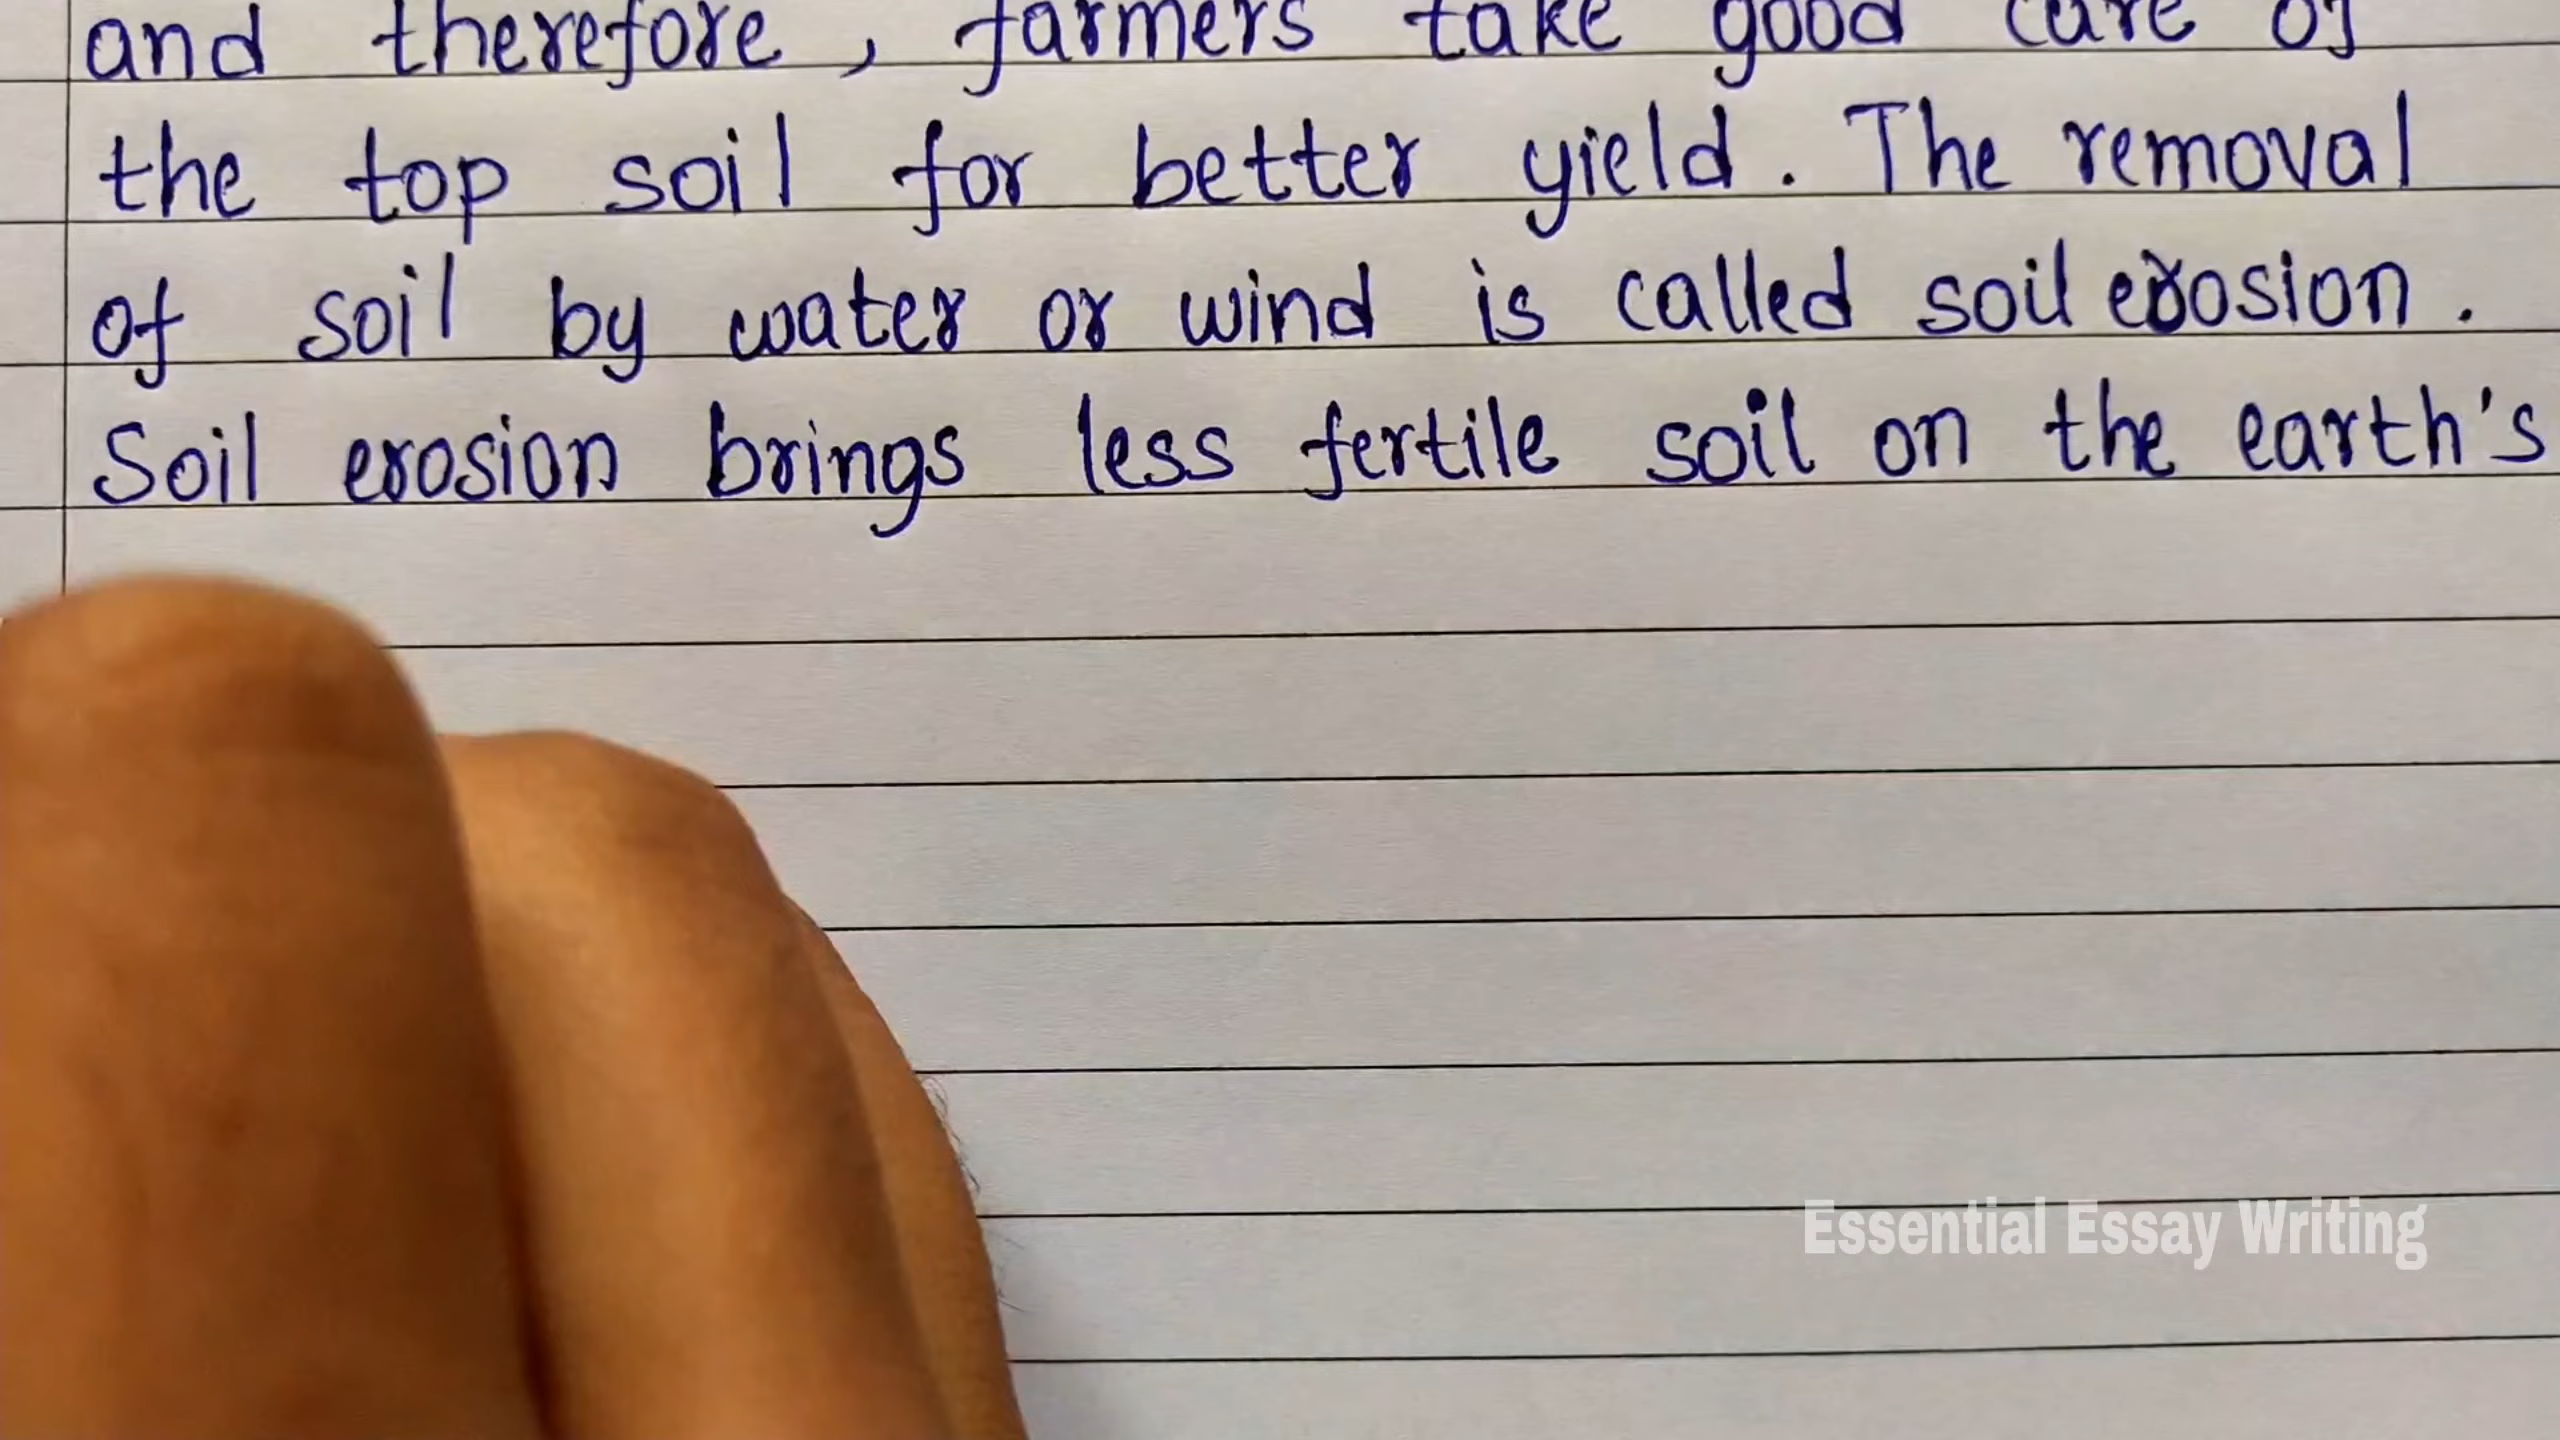 and therefore, farmers take good care of
the top soil for better yield. The removal
of soil by water or wind is called soil erosion.
Soil erosion brings less fertile soil on the earth's
Essential Essay Writing